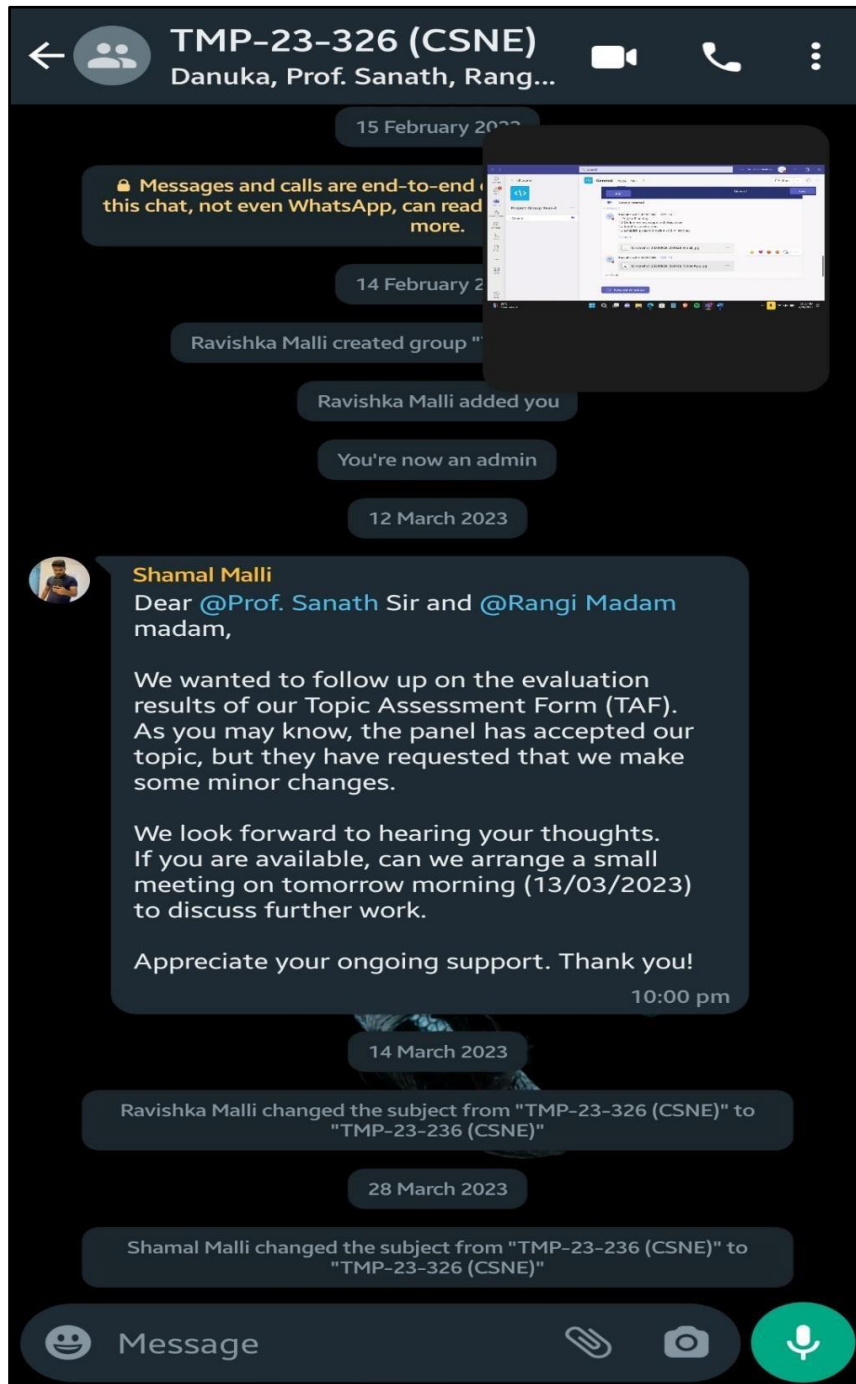 TMP-23-326 (CSNE)
Danuka, Prof. Sanath, Rang...
15 February
Messages and calls are end-to-end
this chat, not even WhatsApp, can read
more.
14 February
Ravishka Malli created group
Ravishka Malli added you
You're now an admin
12 March 2023
Shamal Malli
Dear @Prof. Sanath Sir and @Rangi Madam
madam,
We wanted to follow up on the evaluation
results of our Topic Assessment Form (TAF).
As you may know, the panel has accepted our
topic, but they have requested that we make
some minor changes.
We look forward to hearing your thoughts.
If you are available, can we arrange a small
meeting on tomorrow morning (13/03/2023)
to discuss further work.
Appreciate your ongoing support. Thank you!
10:00 pm
14 March 2023
Ravishka Malli changed the subject from "TMP-23-326 (CSNE)" to
"TMP-23-236 (CSNE)"
28 March 2023
Shamal Malli changed the subject from "TMP-23-236 (CSNE)" to
"TMP-23-326 (CSNE)"
Message